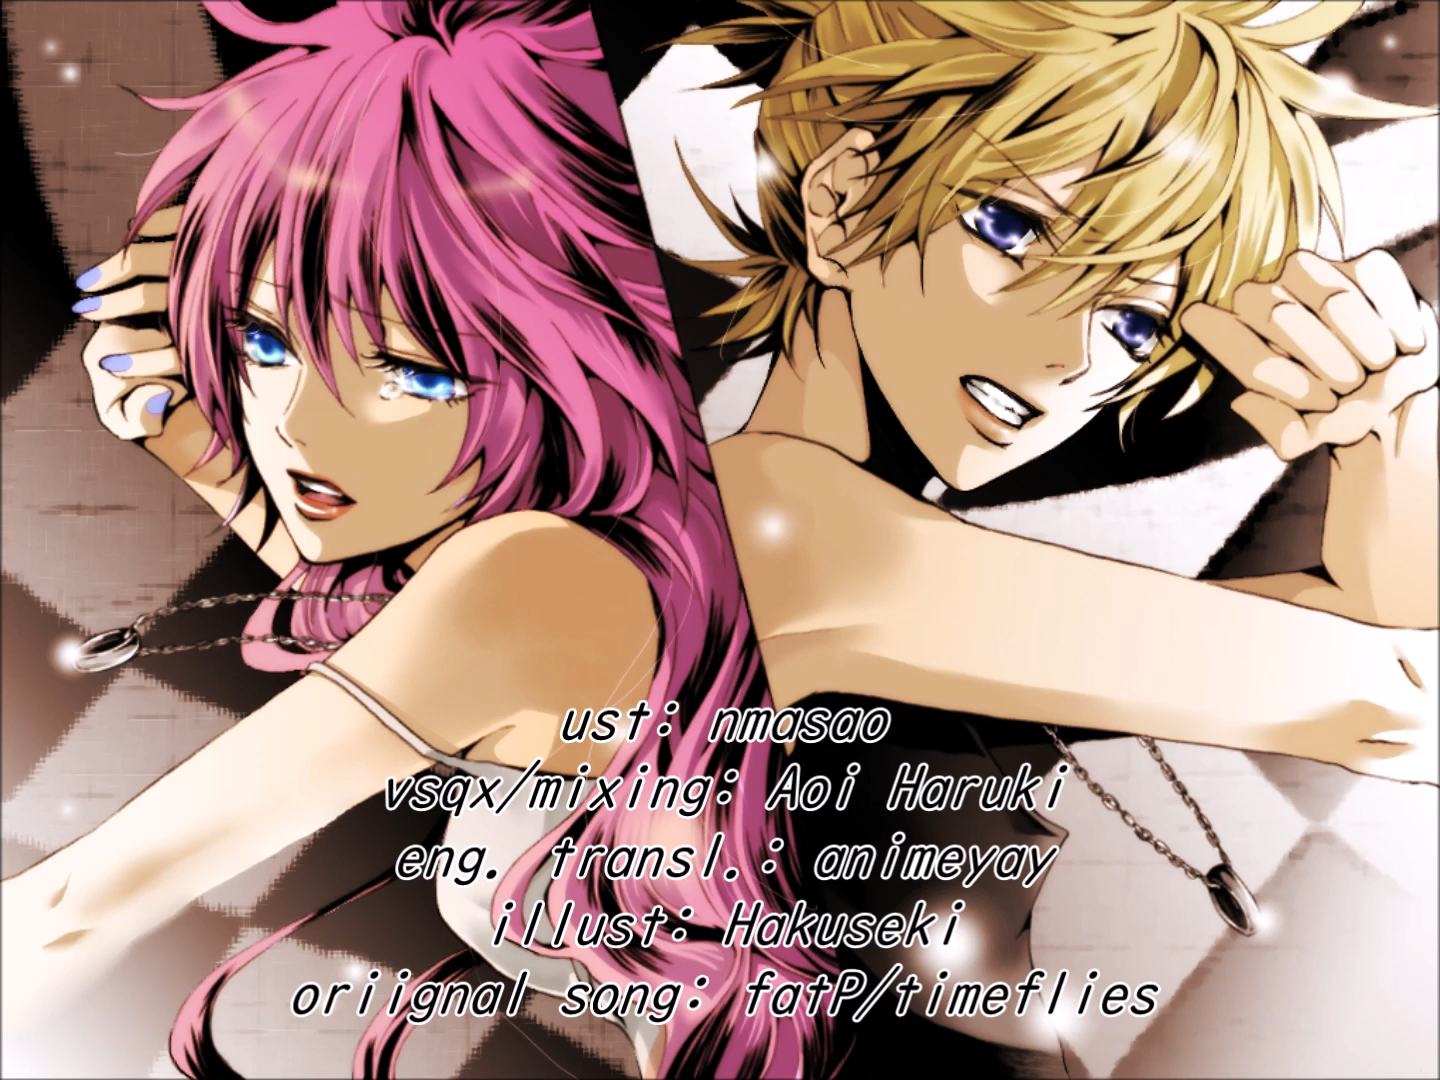 ust: nmasao
vsqx/mixing: Aoi Haruki
eng. transl.: animeyay
illust: Hakuseki
oriignal song: fatP/timeflies